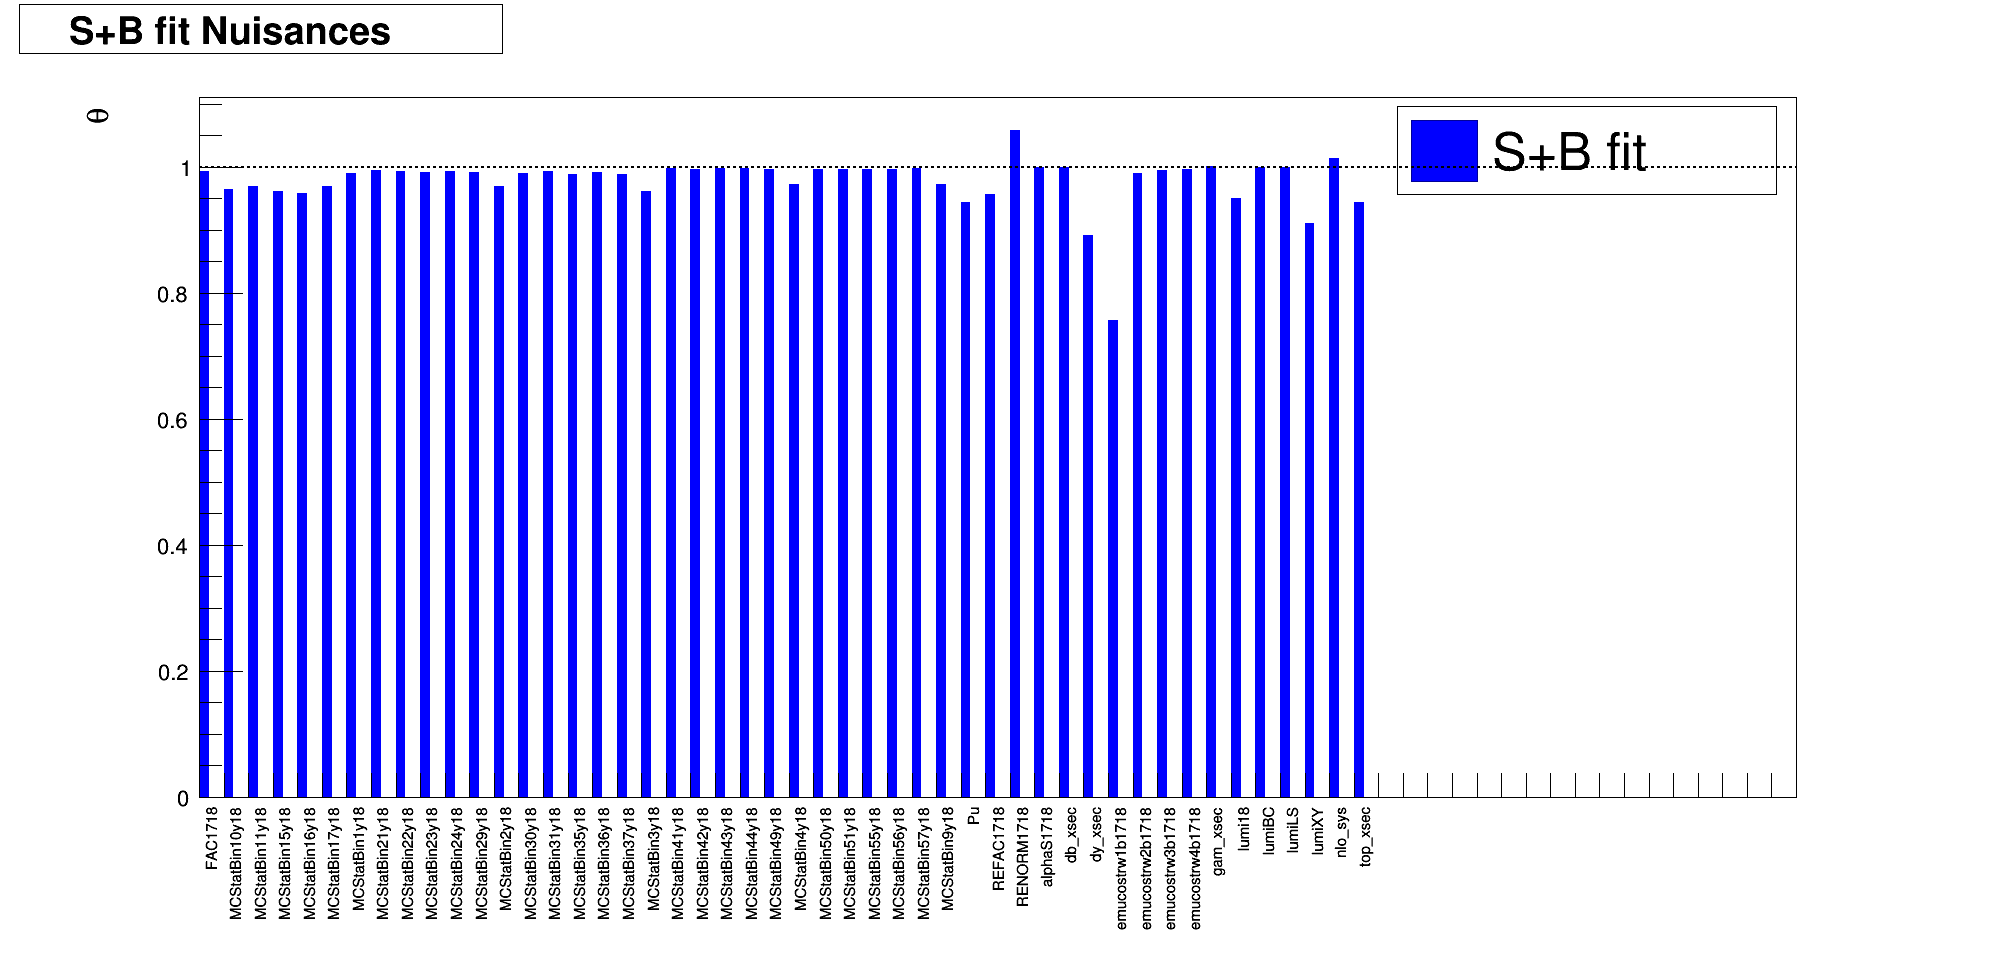 S+B fit Nuisances
θ
S+B fit
1
0.8
0.6
0.4
0.2
0
FAC1718
MCStatBin10y18
MCStatBin11y18
MCStatBin15y18
MCStatBin16y18
MCStatBin17y18
MCStatBin1y18
MCStatBin21y18
MCStatBin22y18
MCStatBin23y18
MCStatBin24y18
MCStatBin29y18
MCStatBin2y18
MCStatBin30y18
MCStatBin31y18
MCStatBin35y18
MCStatBin36y18
MCStatBin37y18
MCStatBin3y18
MCStatBin41y18
MCStatBin42y18
MCStatBin43y18
MCStatBin44y18
MCStatBin49y18
MCStatBin4y18
MCStatBin50y18
MCStatBin51y18
MCStatBin55y18
MCStatBin56y18
MCStatBin57y18
MCStatBin9y18
Pu
REFAC1718
RENORM1718
alphaS1718
db_xsec
dy_xsec
emucostrw1b1718
emucostrw2b1718
emucostrw3b1718
emucostrw4b1718
gam_xsec
lumi18
lumiBC
lumiLS
lumiXY
nlo_sys
top_xsec